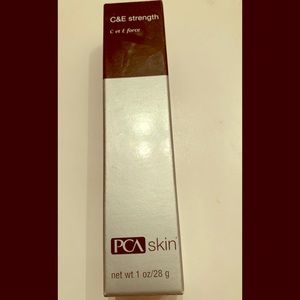 C&E strength
C et E force
PCA skin
net wt 1 oz/28 g